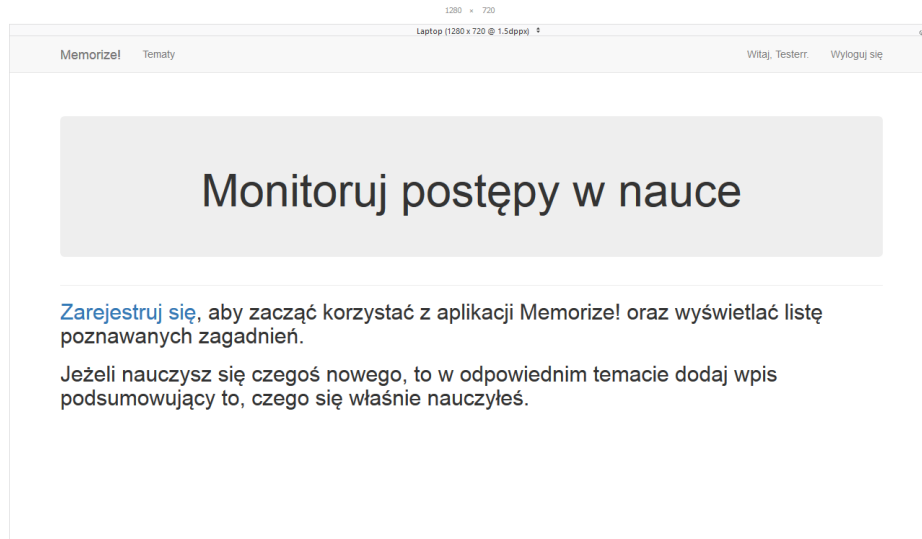 1280 × 720
Laptop (1280 x 720 @ 1.5dppx)
Memorize! Tematy Witaj, Testerr. Wyloguj się
Monitoruj postępy w nauce
Zarejestruj się, aby zacząć korzystać z aplikacji Memorize! oraz wyświetlać listę
poznawanych zagadnień.
Jeżeli nauczysz się czegoś nowego, to w odpowiednim temacie dodaj wpis
podsumowujący to, czego się właśnie nauczyłeś.